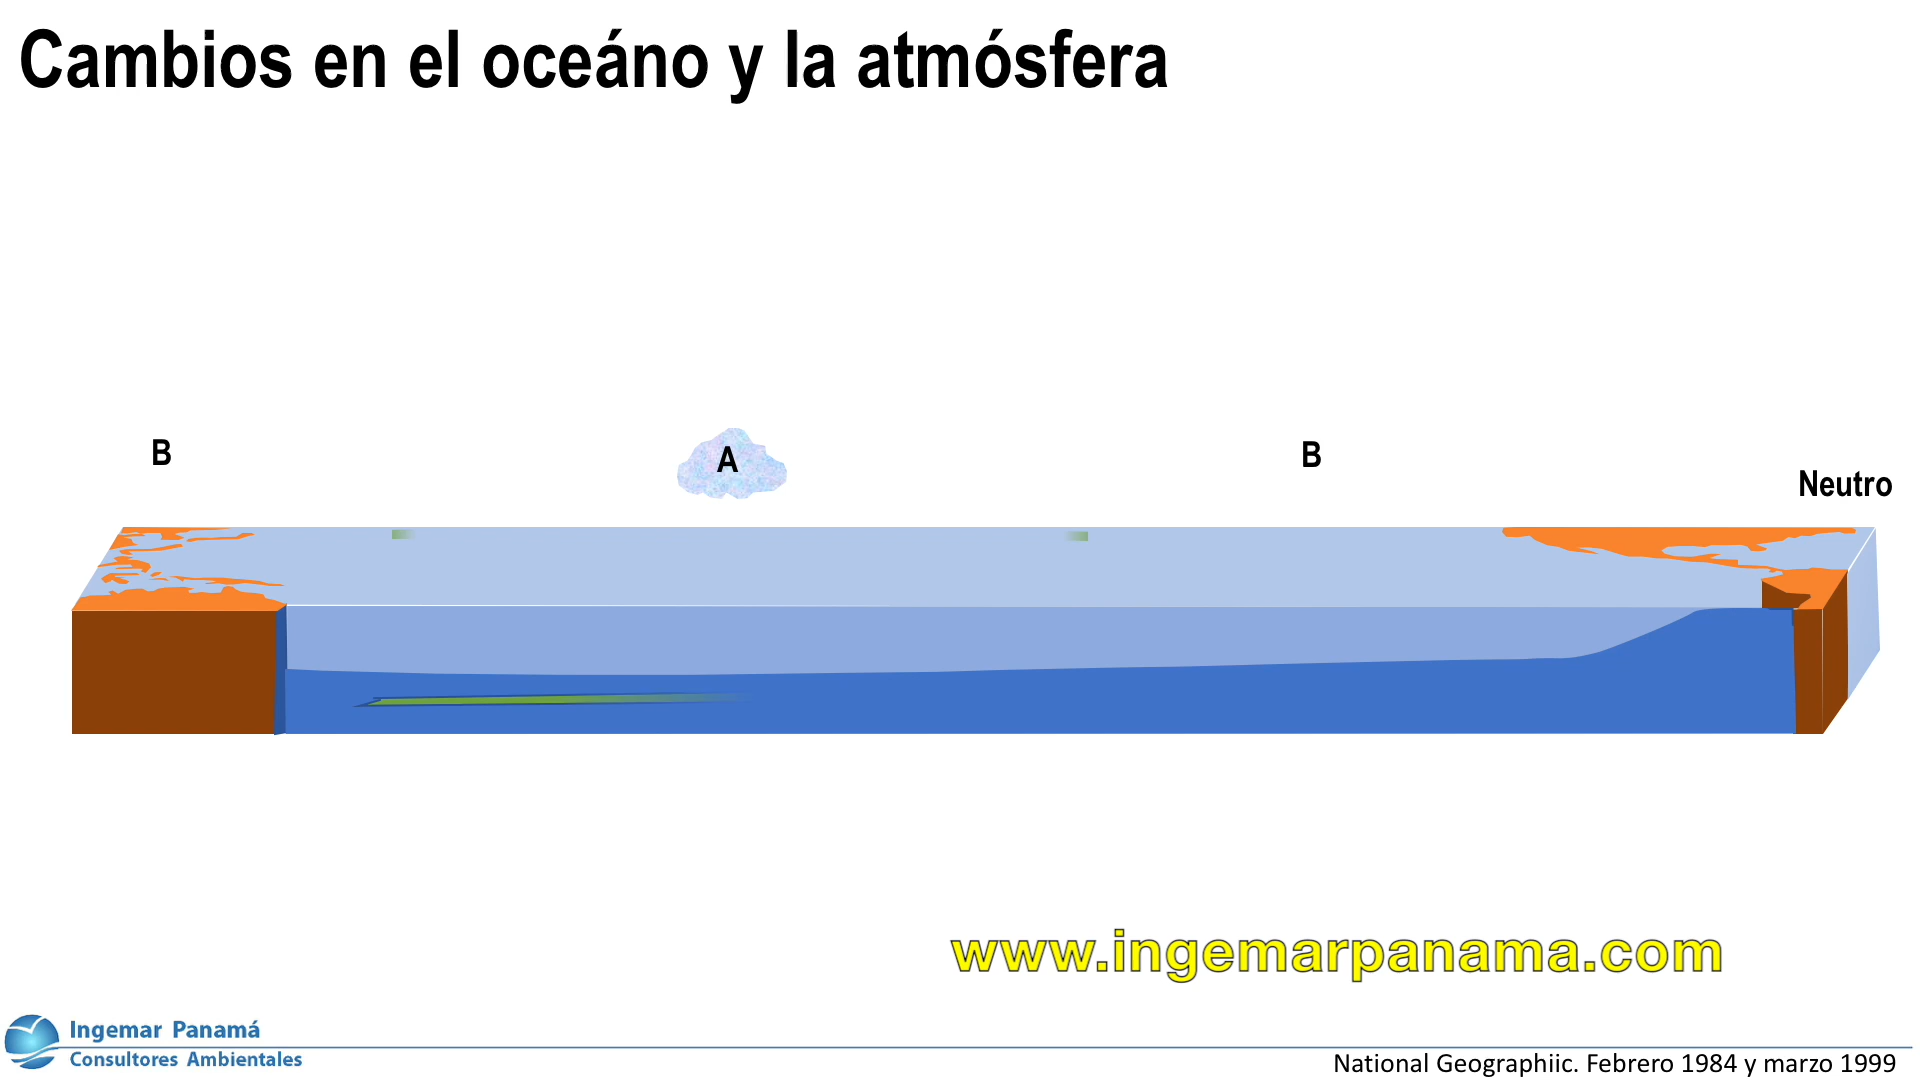 Cambios en el oceáno y la atmósfera
B
A
B
Neutro
www.ingemarpanama.com
Ingemar Panamá
Consultores Ambientales
National Geographiic. Febrero 1984 y marzo 1999